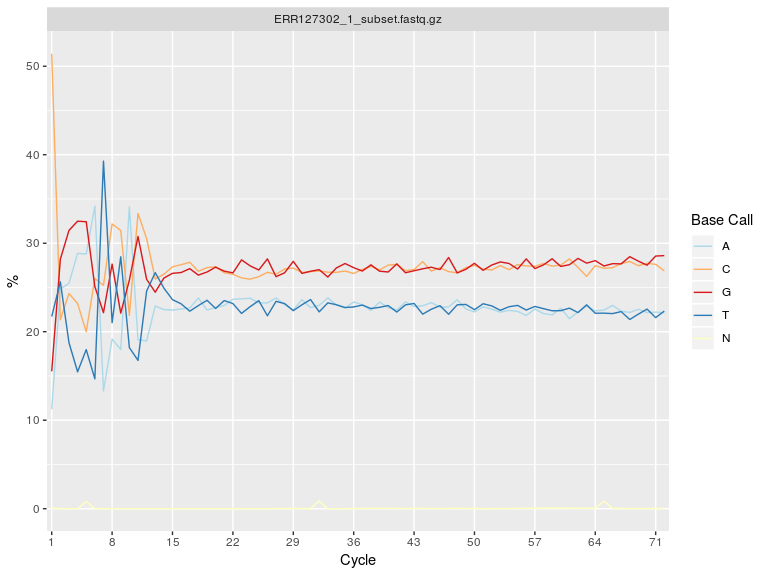 ERR127302_1_subset.fastq.gz
%
50
40
30
20
10
0
1 8 15 22 29 36 43 50 57 64 71
Cycle
Base Call
A
C
G
T
N